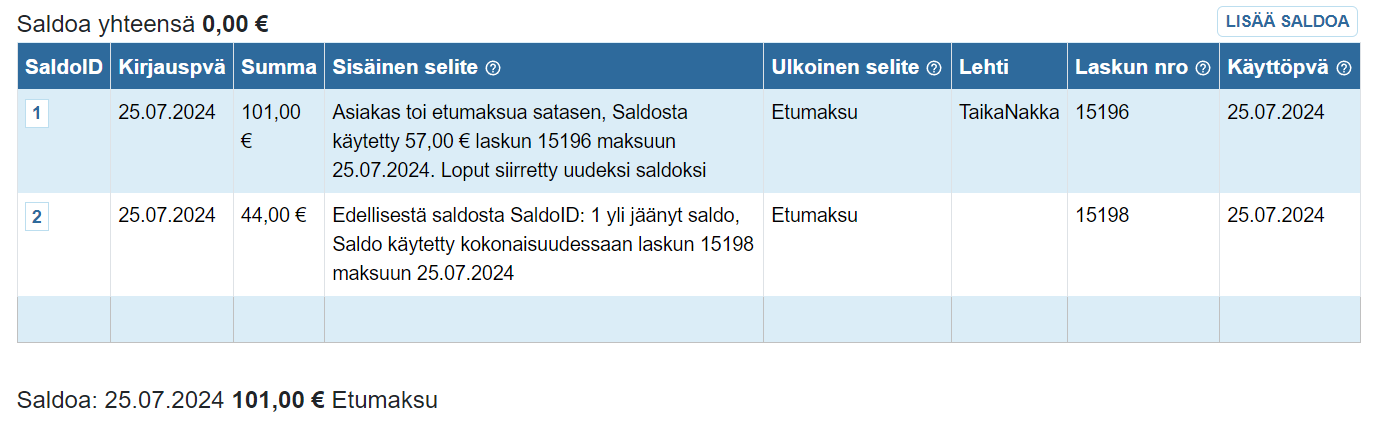 Saldoa yhteensä 0,00 €
LISÄÄ SALDOA
SaldoID Kirjauspvä Summa Sisäinen selite ? Ulkoinen selite ? Lehti Laskun nro ? Käyttöpvä ?
1 25.07.2024 101,00 Asiakas toi etumaksua satasen, Saldosta Etumaksu TaikaNakka 15196 25.07.2024
€ käytetty 57,00 € laskun 15196 maksuun
25.07.2024. Loput siirretty uudeksi saldoksi
2 25.07.2024 44,00 € Edellisestä saldosta SaldoID: 1 yli jäänyt saldo, Etumaksu 15198 25.07.2024
Saldo käytetty kokonaisuudessaan laskun 15198
maksuun 25.07.2024
Saldoa: 25.07.2024 101,00 € Etumaksu